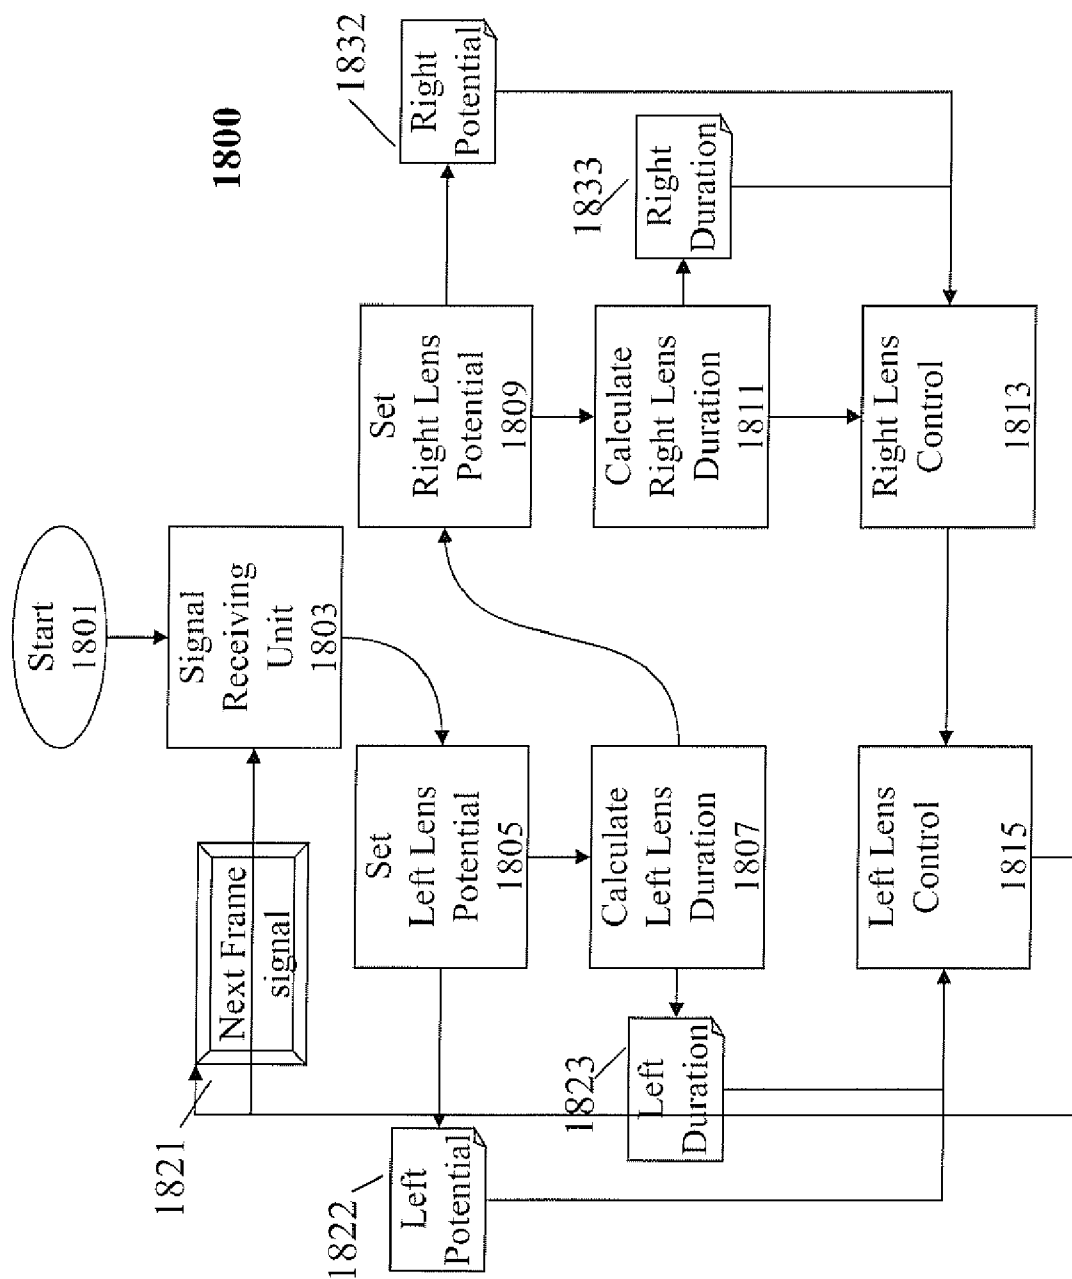 1800
Start
1801
1821
Next Frame
signal
Signal
Receiving
Unit
1803
1822
Left
Potential
Set
Left Lens
Potential
1805
Set
Right Lens
Potential
1809
1832
Right
Potential
1823
Left
Duration
Calculate
Left Lens
Duration
1807
Calculate
Right Lens
Duration
1811
1833
Right
Duration
Left Lens
Control
1815
Right Lens
Control
1813